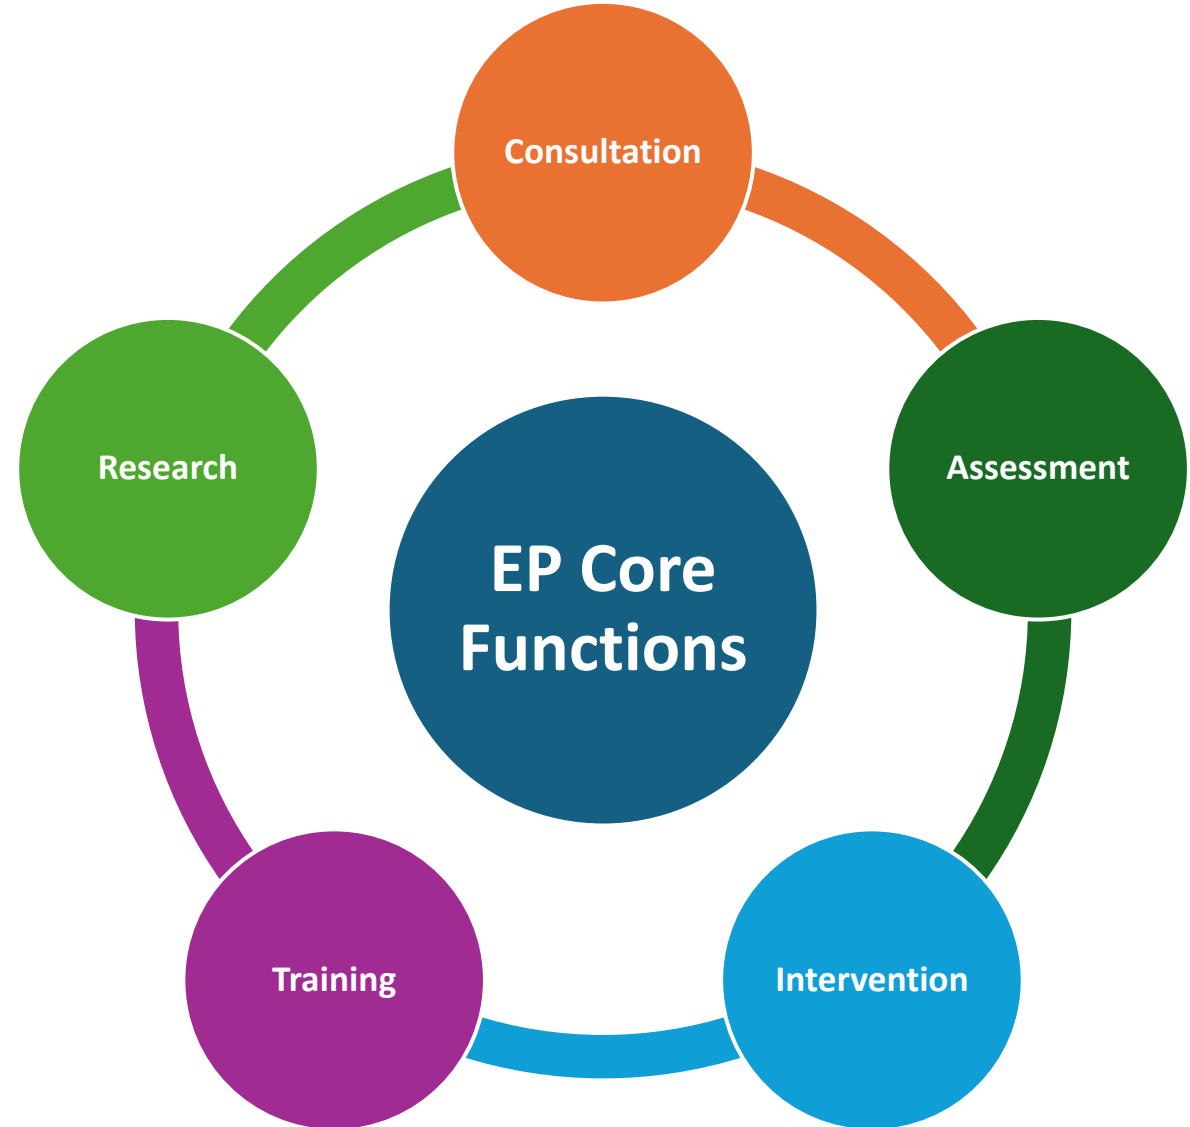 Consultation
Assessment
Intervention
Training
Research
EP Core
Functions